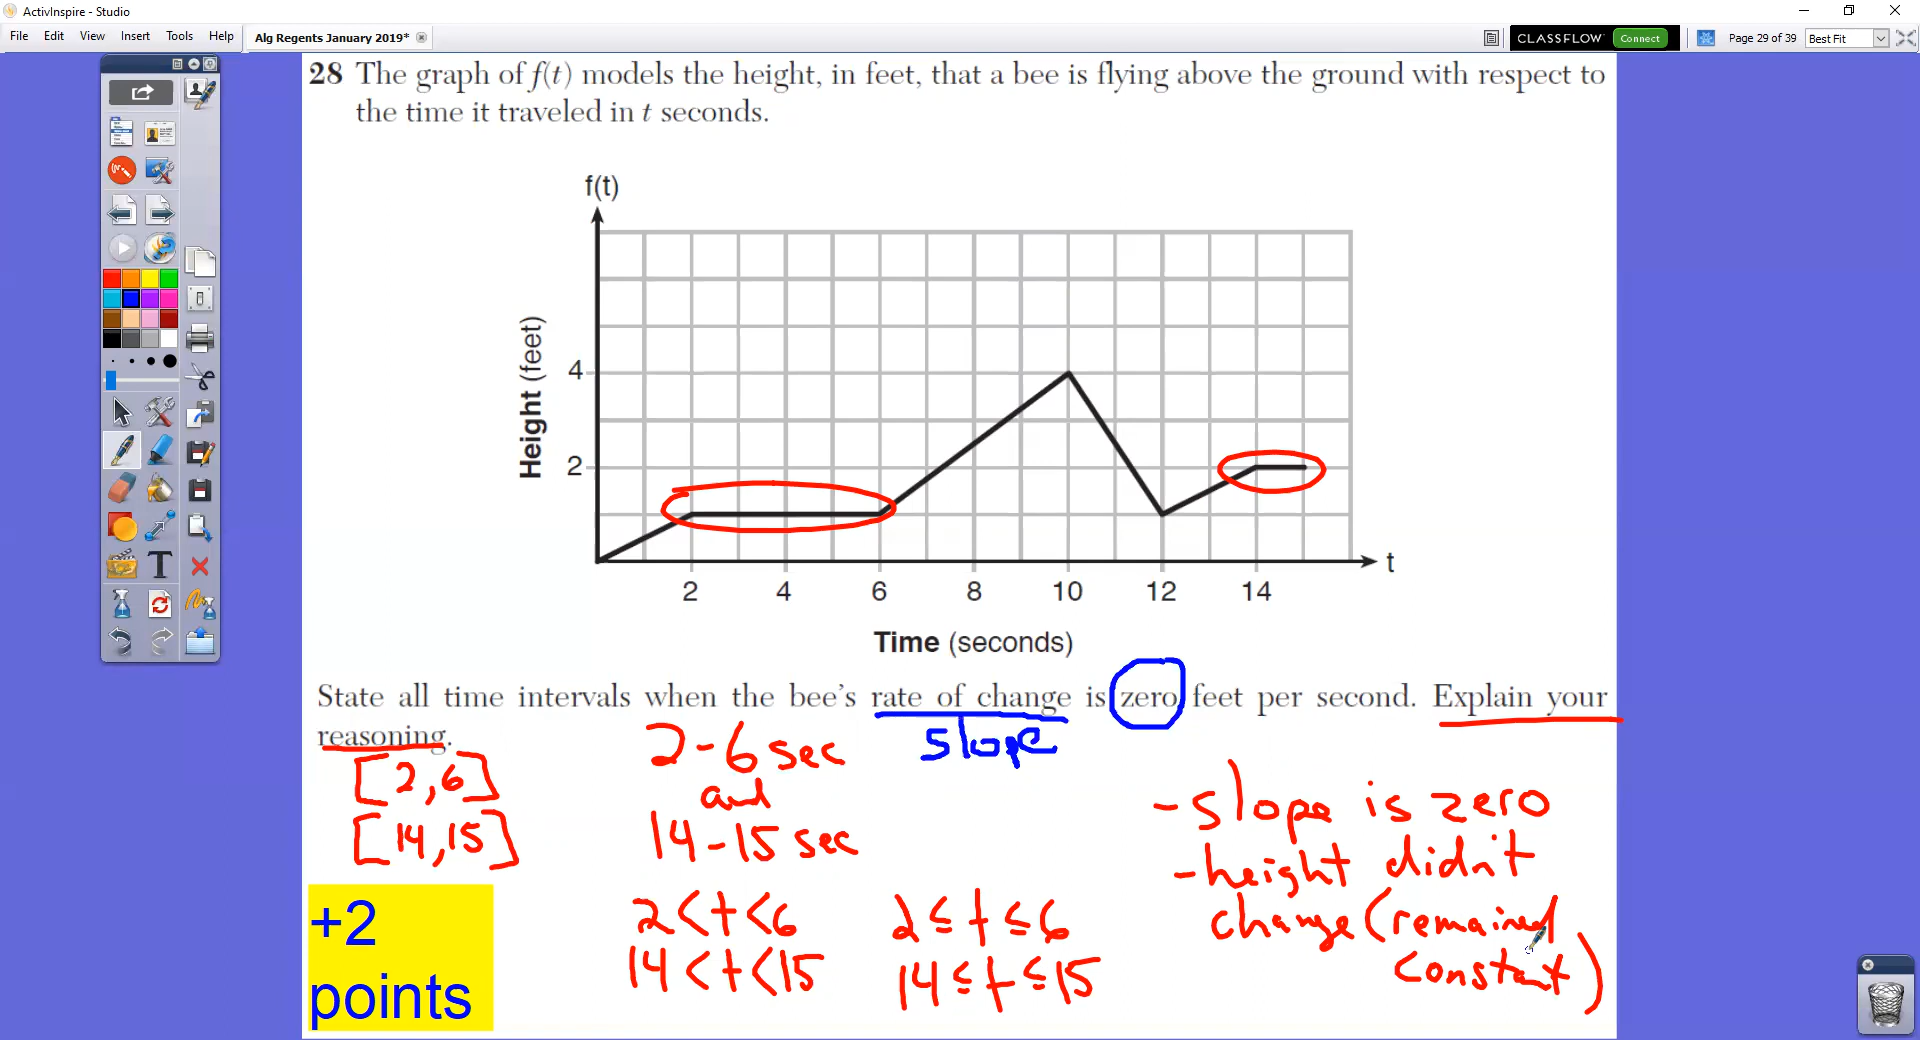 ActivInspire - Studio
File Edit View Insert Tools Help
Alg Regents January 2019*
CLASSFLOW Connect
Page 29 of 39
Best Fit
28 The graph of f(t) models the height, in feet, that a bee is flying above the ground with respect to
the time it traveled in t seconds.
f(t)
Height (feet)
4
2
t
2 4 6 8 10 12 14
Time (seconds)
State all time intervals when the bee's rate of change is zero feet per second. Explain your
reasoning.
slope
[2,6]
[14,15]
2-6 sec
and
14-15 sec
2<t<6
14<t<15
2≤t≤6
14≤t≤15
-slope is zero
-height didn't
change (remained
constant)
+2
points